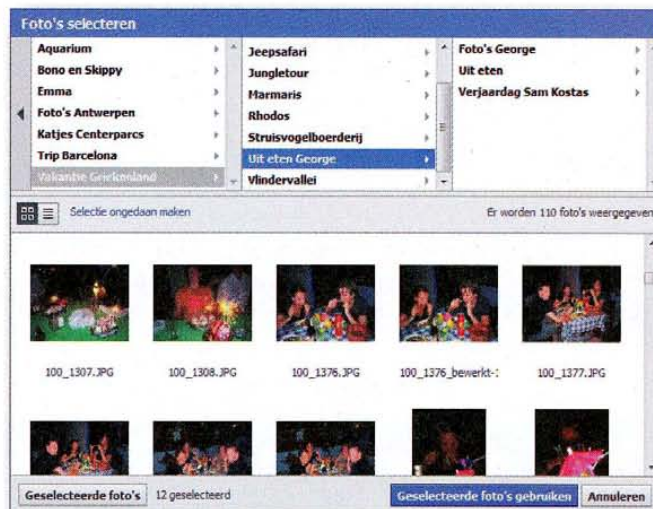 Foto's selecteren
Aquarium
Bono en Skippy
Emma
Foto's Antwerpen
Katjes Centerparcs
Trip Barcelona
Vakantie Griekenland
Jeepsafari
Jungletour
Marmaris
Rhodos
Struisvogelboerderij
Uit eten George
Vlindervallei
Foto's George
Uit eten
Verjaardag Sam Kostas
Selectie ongedaan maken
Er worden 110 foto's weergegeven
100_1307.JPG
100_1308.JPG
100_1376.JPG
100_1376_bewerkt-
100_1377.JPG
Geselecteerde foto's
12 geselecteerd
Geselecteerde foto's gebruiken
Annuleren